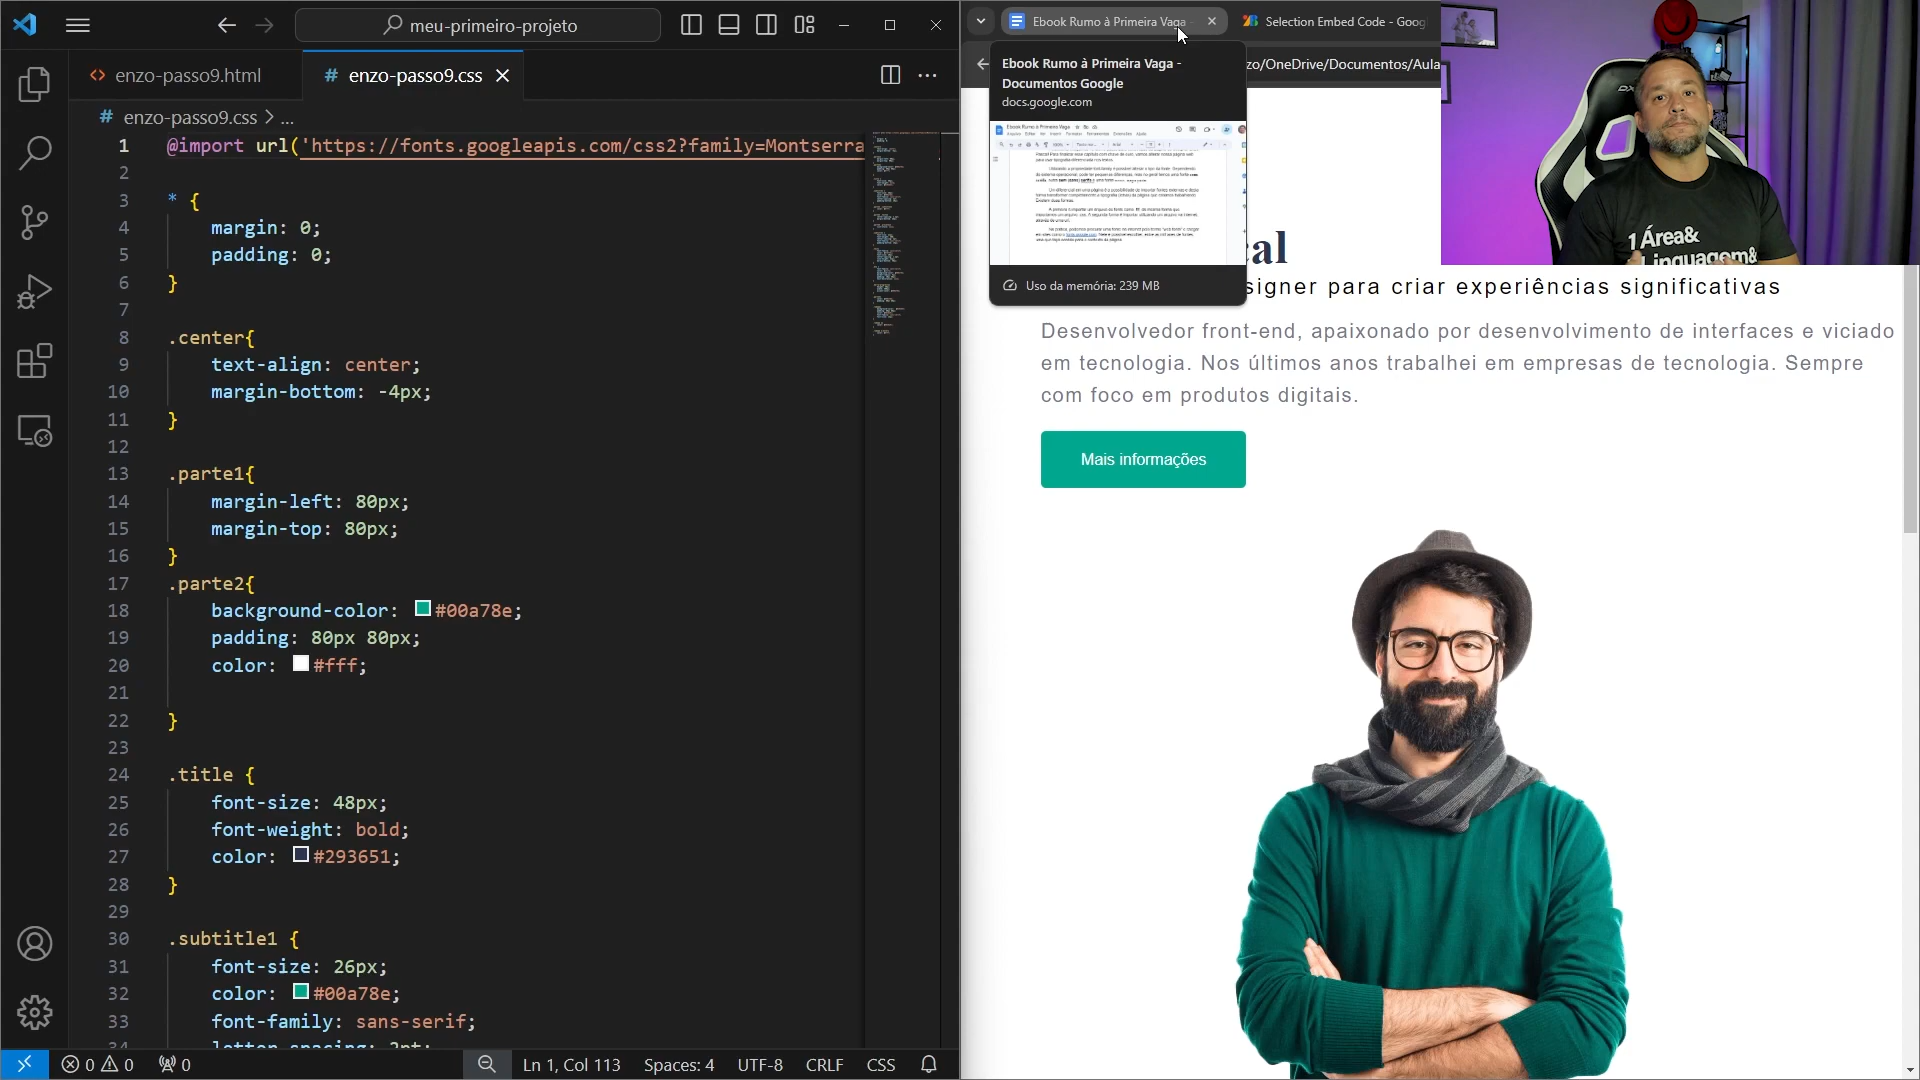 meu-primeiro-projeto
enzo-passo9.html
# enzo-passo9.css
# enzo-passo9.css > ...
1 @import url('https://fonts.googleapis.com/css2?family=Montserra
2
3 * {
4 margin: 0;
5 padding: 0;
6 }
7
8 .center{
9 text-align: center;
10 margin-bottom: -4px;
11 }
12
13 .parte1{
14 margin-left: 80px;
15 margin-top: 80px;
16 }
17 .parte2{
18 background-color: #00a78e;
19 padding: 80px 80px;
20 color: #fff;
21
22 }
23
24 .title {
25 font-size: 48px;
26 font-weight: bold;
27 color: #293651;
28 }
29
30 .subtitle1 {
31 font-size: 26px;
32 color: #00a78e;
33 font-family: sans-serif;
34 letter-spacing: 2pt;
0 0 0
Ln 1, Col 113 Spaces: 4 UTF-8 CRLF CSS
Ebook Rumo à Primeira Vaga
Selection Embed Code - Goog
zo/OneDrive/Documentos/Aula
Ebook Rumo à Primeira Vaga -
Documentos Google
docs.google.com
Uso da memória: 239 MB
al
signer para criar experiências significativas
Desenvolvedor front-end, apaixonado por desenvolvimento de interfaces e viciado
em tecnologia. Nos últimos anos trabalhei em empresas de tecnologia. Sempre
com foco em produtos digitais.
Mais informações
1 Área&
Linguagem&